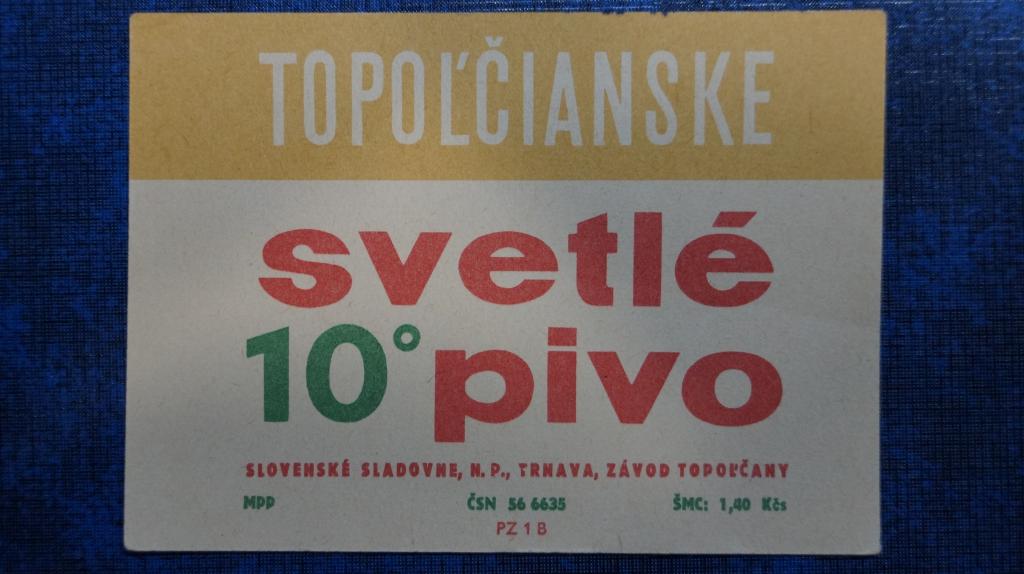 TOPOĽČIANSKE
svetlé
10° pivo
SLOVENSKÉ SLADOVNE, N. P., TRNAVA, ZÁVOD TOPOĽČANY
MPP ČSN 56 6635 ŠMC: 1,40 Kčs
PZ 1 B